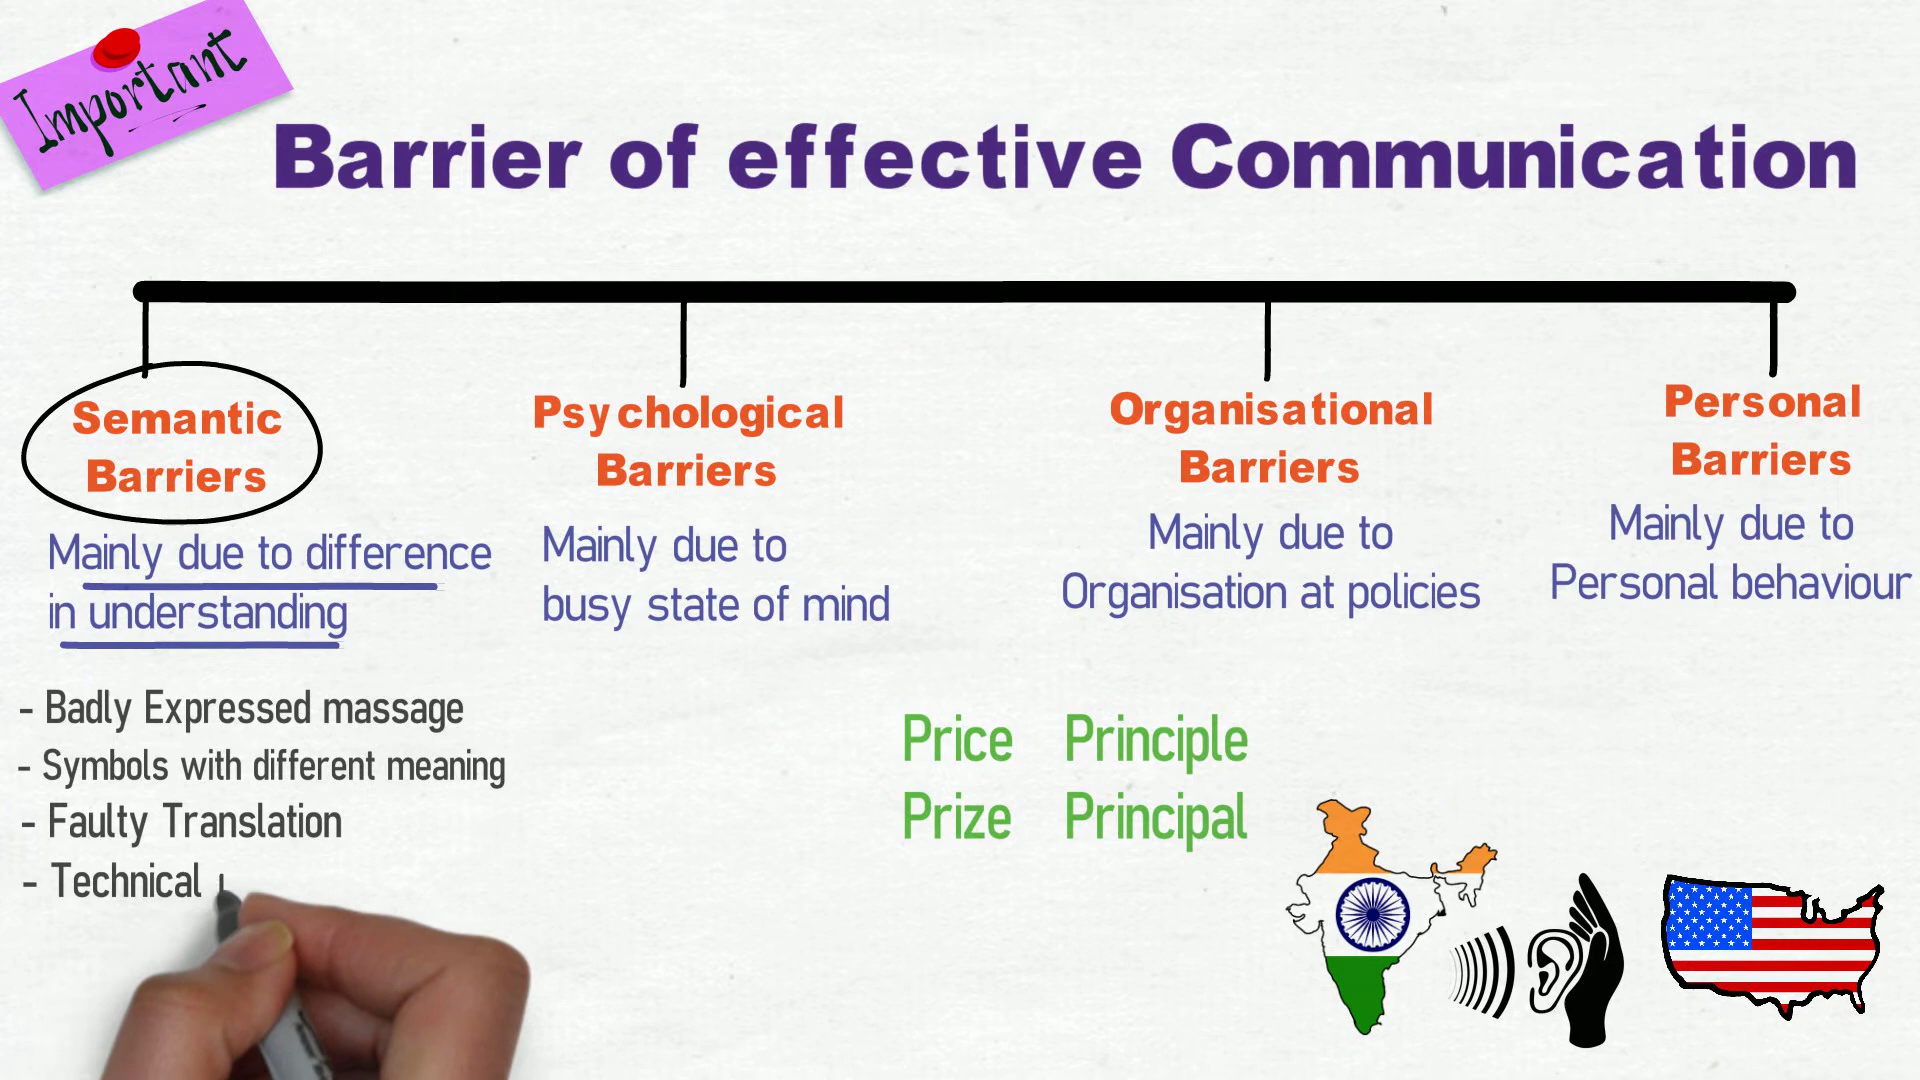 Important
Barrier of effective Communication
Semantic
Barriers
Mainly due to difference
in understanding
- Badly Expressed massage
- Symbols with different meaning
- Faulty Translation
- Technical
Psychological
Barriers
Mainly due to
busy state of mind
Organisational
Barriers
Mainly due to
Organisation at policies
Personal
Barriers
Mainly due to
Personal behaviour
Price Principle
Prize Principal